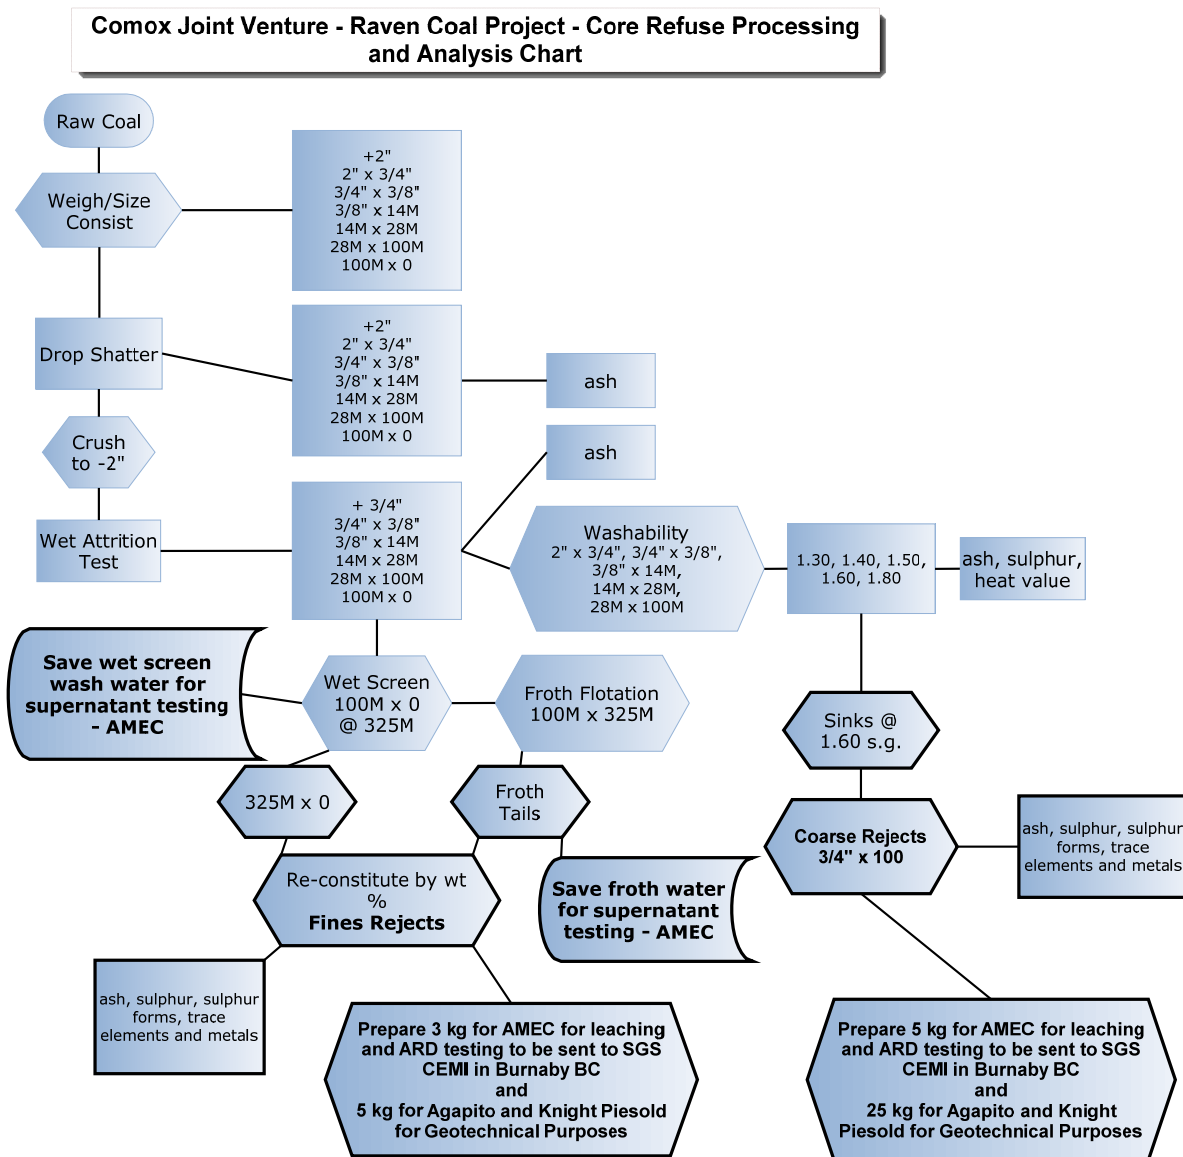 Comox Joint Venture - Raven Coal Project - Core Refuse Processing
and Analysis Chart
Raw Coal
Weigh/Size
Consist
+2"
2" x 3/4"
3/4" x 3/8"
3/8" x 14M
14M x 28M
28M x 100M
100M x 0
Drop Shatter
+2"
2" x 3/4"
3/4" x 3/8"
3/8" x 14M
14M x 28M
28M x 100M
100M x 0
ash
Crush
to -2"
ash
Wet Attrition
Test
+ 3/4"
3/4" x 3/8"
3/8" x 14M
14M x 28M
28M x 100M
100M x 0
Washability
2" x 3/4", 3/4" x 3/8",
3/8" x 14M,
14M x 28M,
28M x 100M
1.30, 1.40, 1.50,
1.60, 1.80
ash, sulphur,
heat value
Save wet screen
wash water for
supernatant testing
- AMEC
Wet Screen
100M x 0
@ 325M
Froth Flotation
100M x 325M
Sinks @
1.60 s.g.
325M x 0
Froth
Tails
Coarse Rejects
3/4" x 100
ash, sulphur, sulphur
forms, trace
elements and metals
Re-constitute by wt
%
Fines Rejects
Save froth water
for supernatant
testing - AMEC
ash, sulphur, sulphur
forms, trace
elements and metals
Prepare 3 kg for AMEC for leaching
and ARD testing to be sent to SGS
CEMI in Burnaby BC
and
5 kg for Agapito and Knight Piesold
for Geotechnical Purposes
Prepare 5 kg for AMEC for leaching
and ARD testing to be sent to SGS
CEMI in Burnaby BC
and
25 kg for Agapito and Knight
Piesold for Geotechnical Purposes